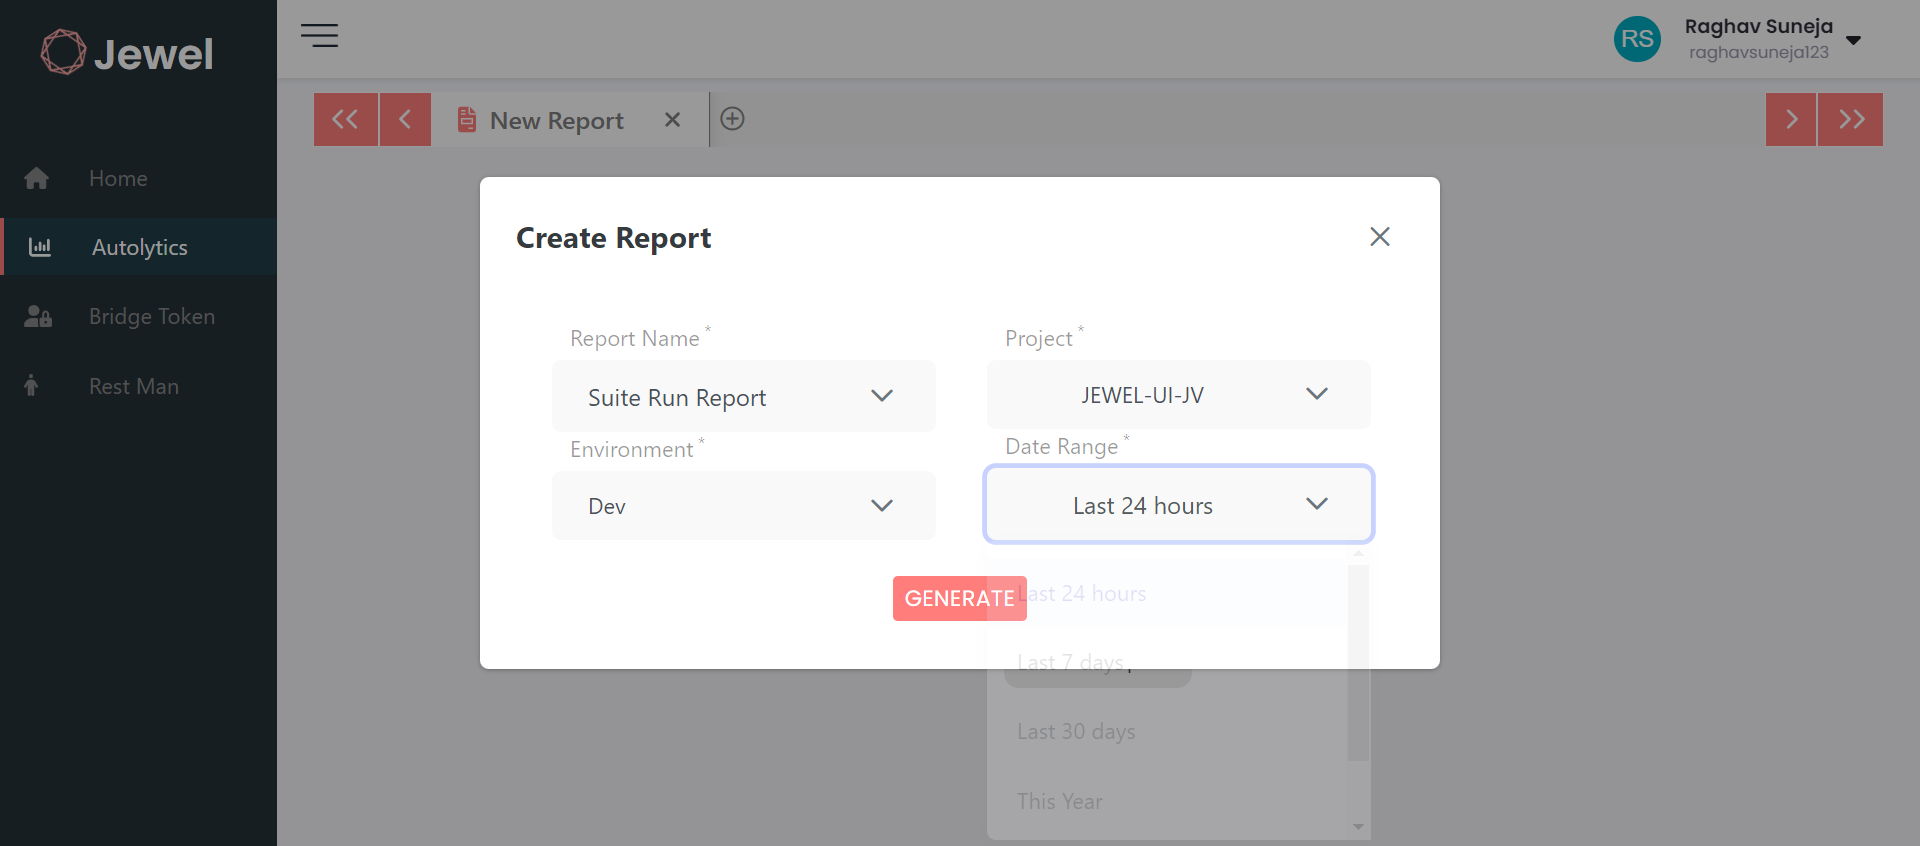 Jewel
RS
Raghav Suneja
raghavsuneja123
New Report
Home
Autolytics
Bridge Token
Rest Man
Create Report
Report Name *
Project *
Suite Run Report
JEWEL-UI-JV
Environment *
Date Range *
Dev
Last 24 hours
GENERATE
Last 24 hours
Last 7 days
Last 30 days
This Year